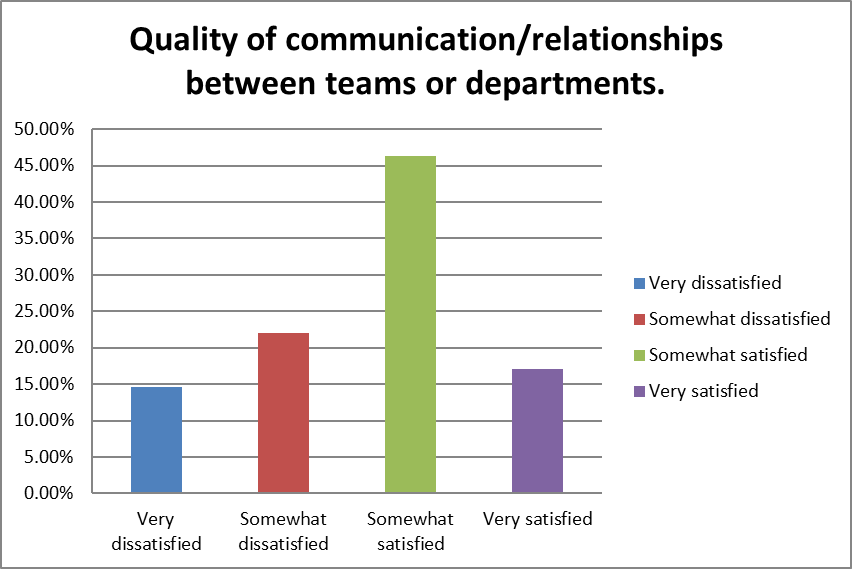 Quality of communication/relationships
between teams or departments.
50.00%
45.00%
40.00%
35.00%
30.00%
25.00%
20.00%
15.00%
10.00%
5.00%
0.00%
Very
dissatisfied
Somewhat
dissatisfied
Somewhat
satisfied
Very satisfied
Very dissatisfied
Somewhat dissatisfied
Somewhat satisfied
Very satisfied